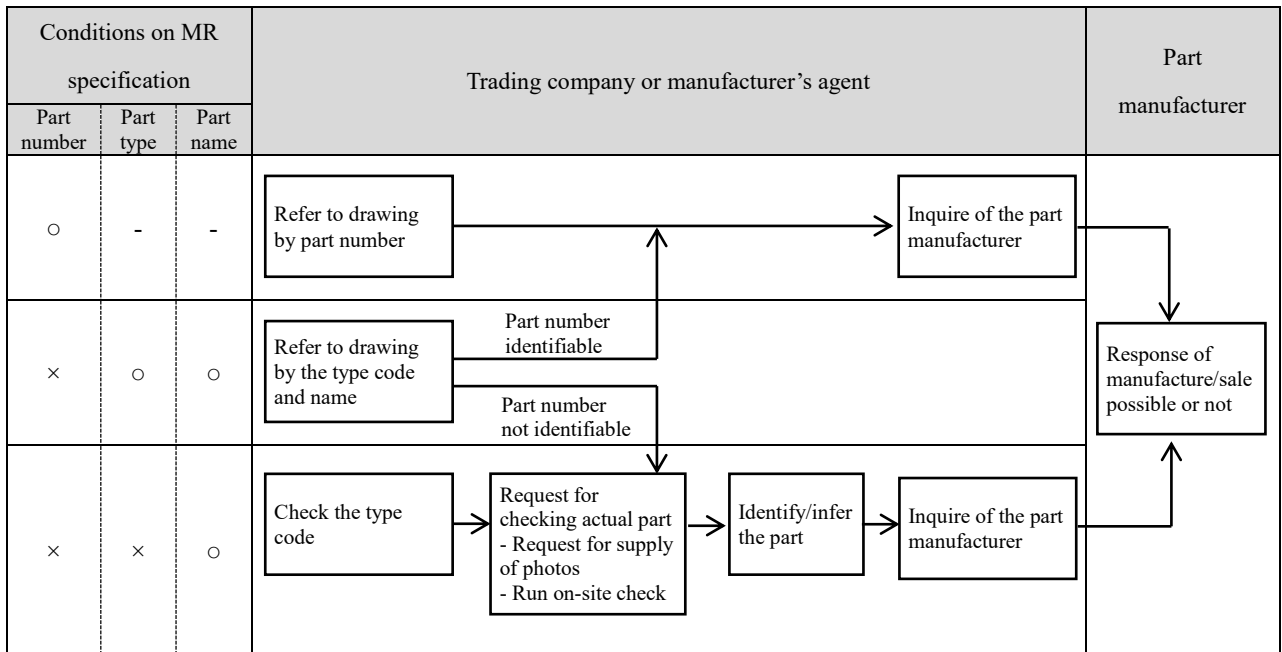 Conditions on MR
specification
Trading company or manufacturer’s agent
Part
manufacturer
Part
number
Part
type
Part
name
○ - -
Refer to drawing
by part number
Inquire of the part
manufacturer
× ○ ○
Refer to drawing
by the type code
and name
Part number
identifiable
Part number
not identifiable
Response of
manufacture/sale
possible or not
× × ○
Check the type
code
Request for
checking actual part
- Request for supply
of photos
- Run on-site check
Identify/infer
the part
Inquire of the part
manufacturer